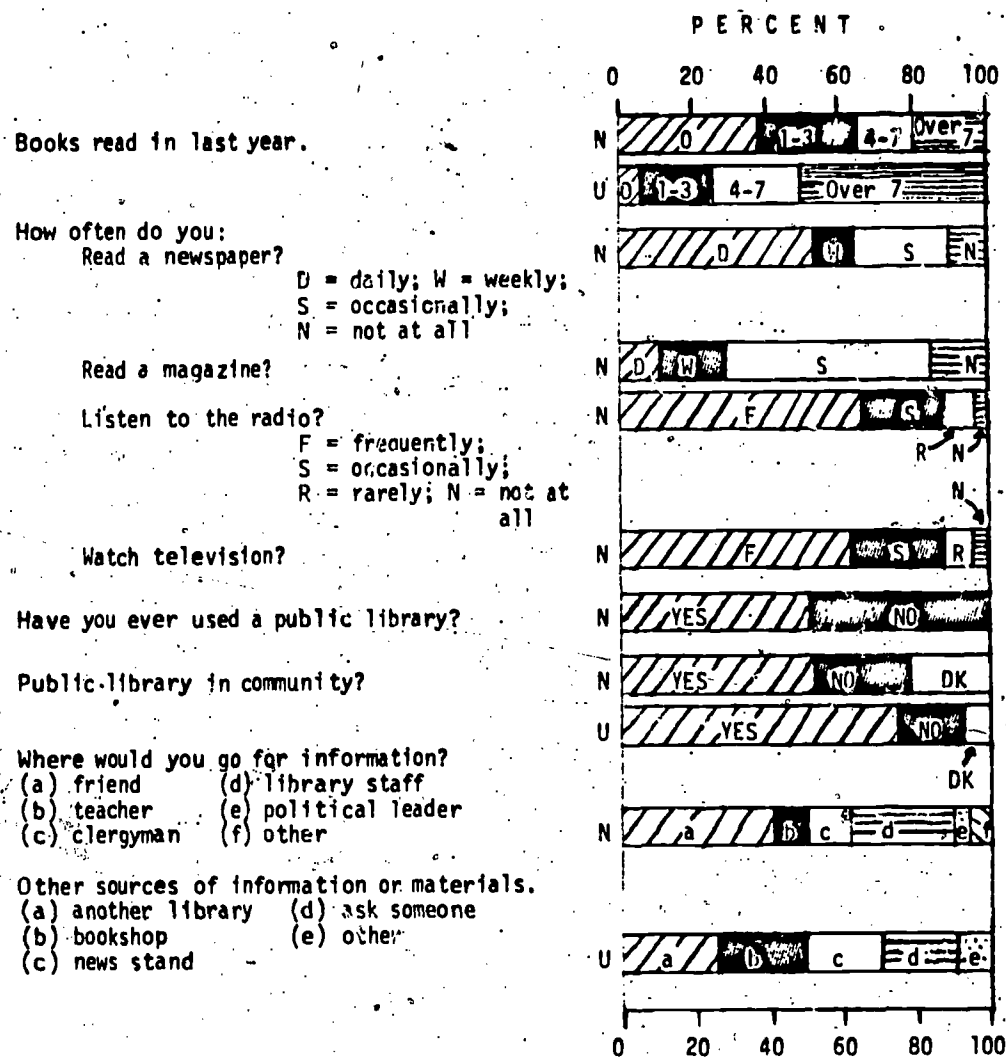 PERCENT
0 20 40 60 80 100
Books read in last year. N 0 1-3 4-7 Over 7
U 0 1-3 4-7 Over 7
How often do you:
Read a newspaper? N D W S N
D = daily; W = weekly;
S = occasionally;
N = not at all
Read a magazine? N D W S N
Listen to the radio? N F S
F = frequently; R N
S = occasionally;
R = rarely; N = not at N
all
Watch television? N F S R
Have you ever used a public library? N YES NO
Public library in community? N YES NO DK
U YES NO
Where would you go for information?
(a) friend (d) library staff DK
(b) teacher (e) political leader
(c) clergyman (f) other N a b c d e f
Other sources of information or materials.
(a) another library (d) ask someone
(b) bookshop (e) other
(c) news stand U a b c d e
0 20 40 60 80 100